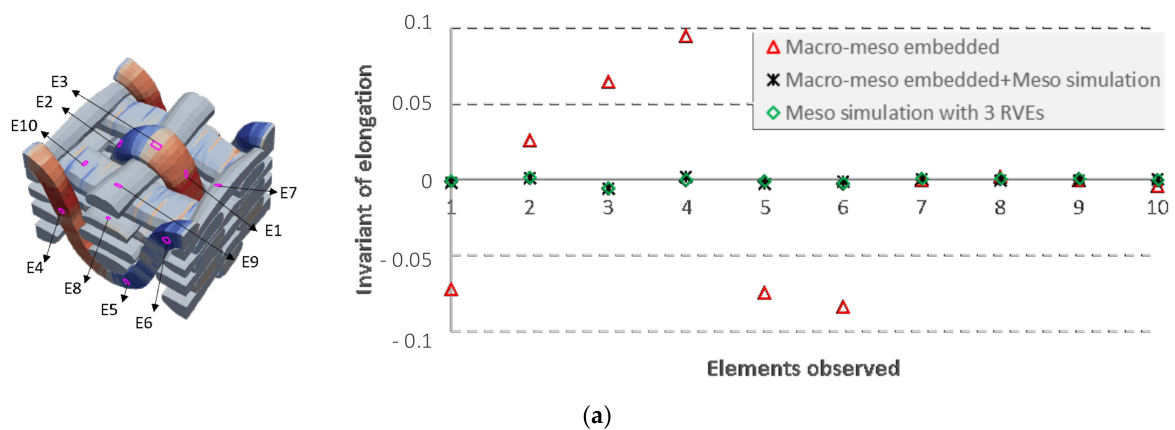 E3
E2
E10
E7
E1
E4
E8
E9
E5
E6
0.1
0.05
0
- 0.05
- 0.1
Invariant of elongation
Macro-meso embedded
Macro-meso embedded+Meso simulation
Meso simulation with 3 RVEs
1 2 3 4 5 6 7 8 9 10
Elements observed
(a)